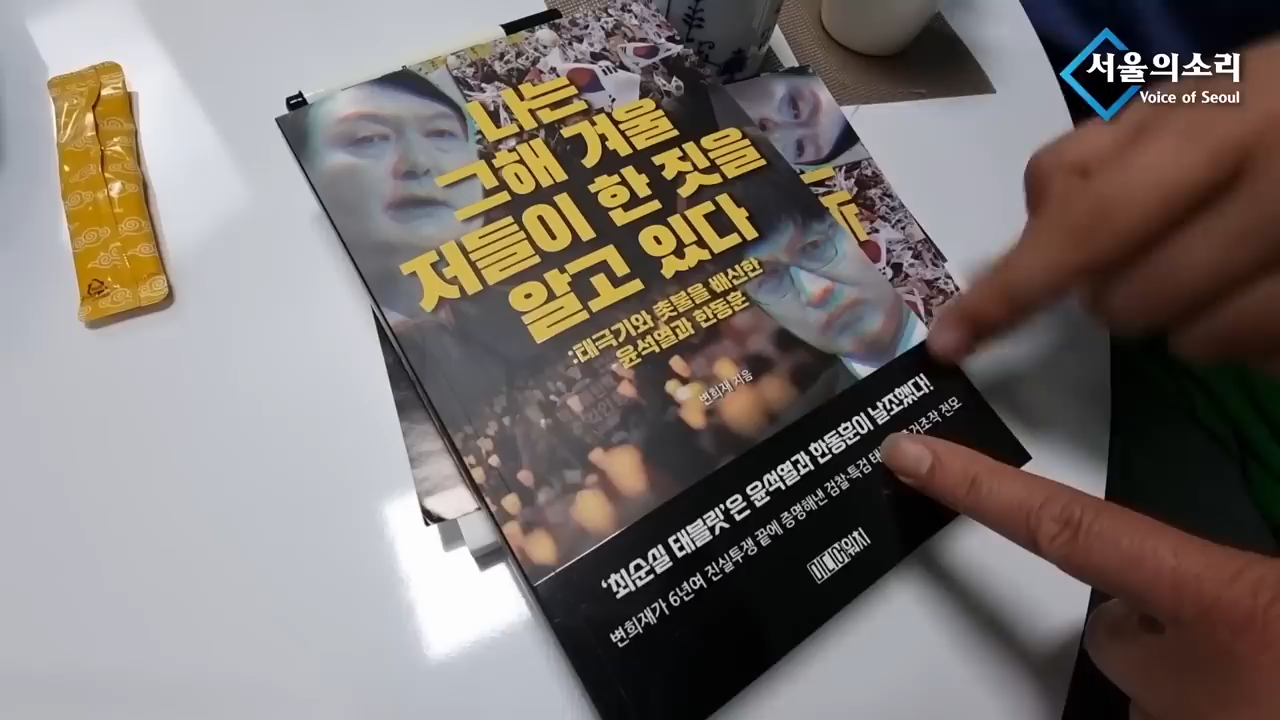 서울의소리
Voice of Seoul
나는
그해 겨울
저들이 한 짓을
알고 있다
:태극기와 촛불을 배신한
윤석열과 한동훈
변희재 지음
'최순실 태블릿'은 윤석열과 한동훈이 날조했다!
변희재가 6년여 진실투쟁 끝에 증명해낸 검찰·특검 전모
미디어워치